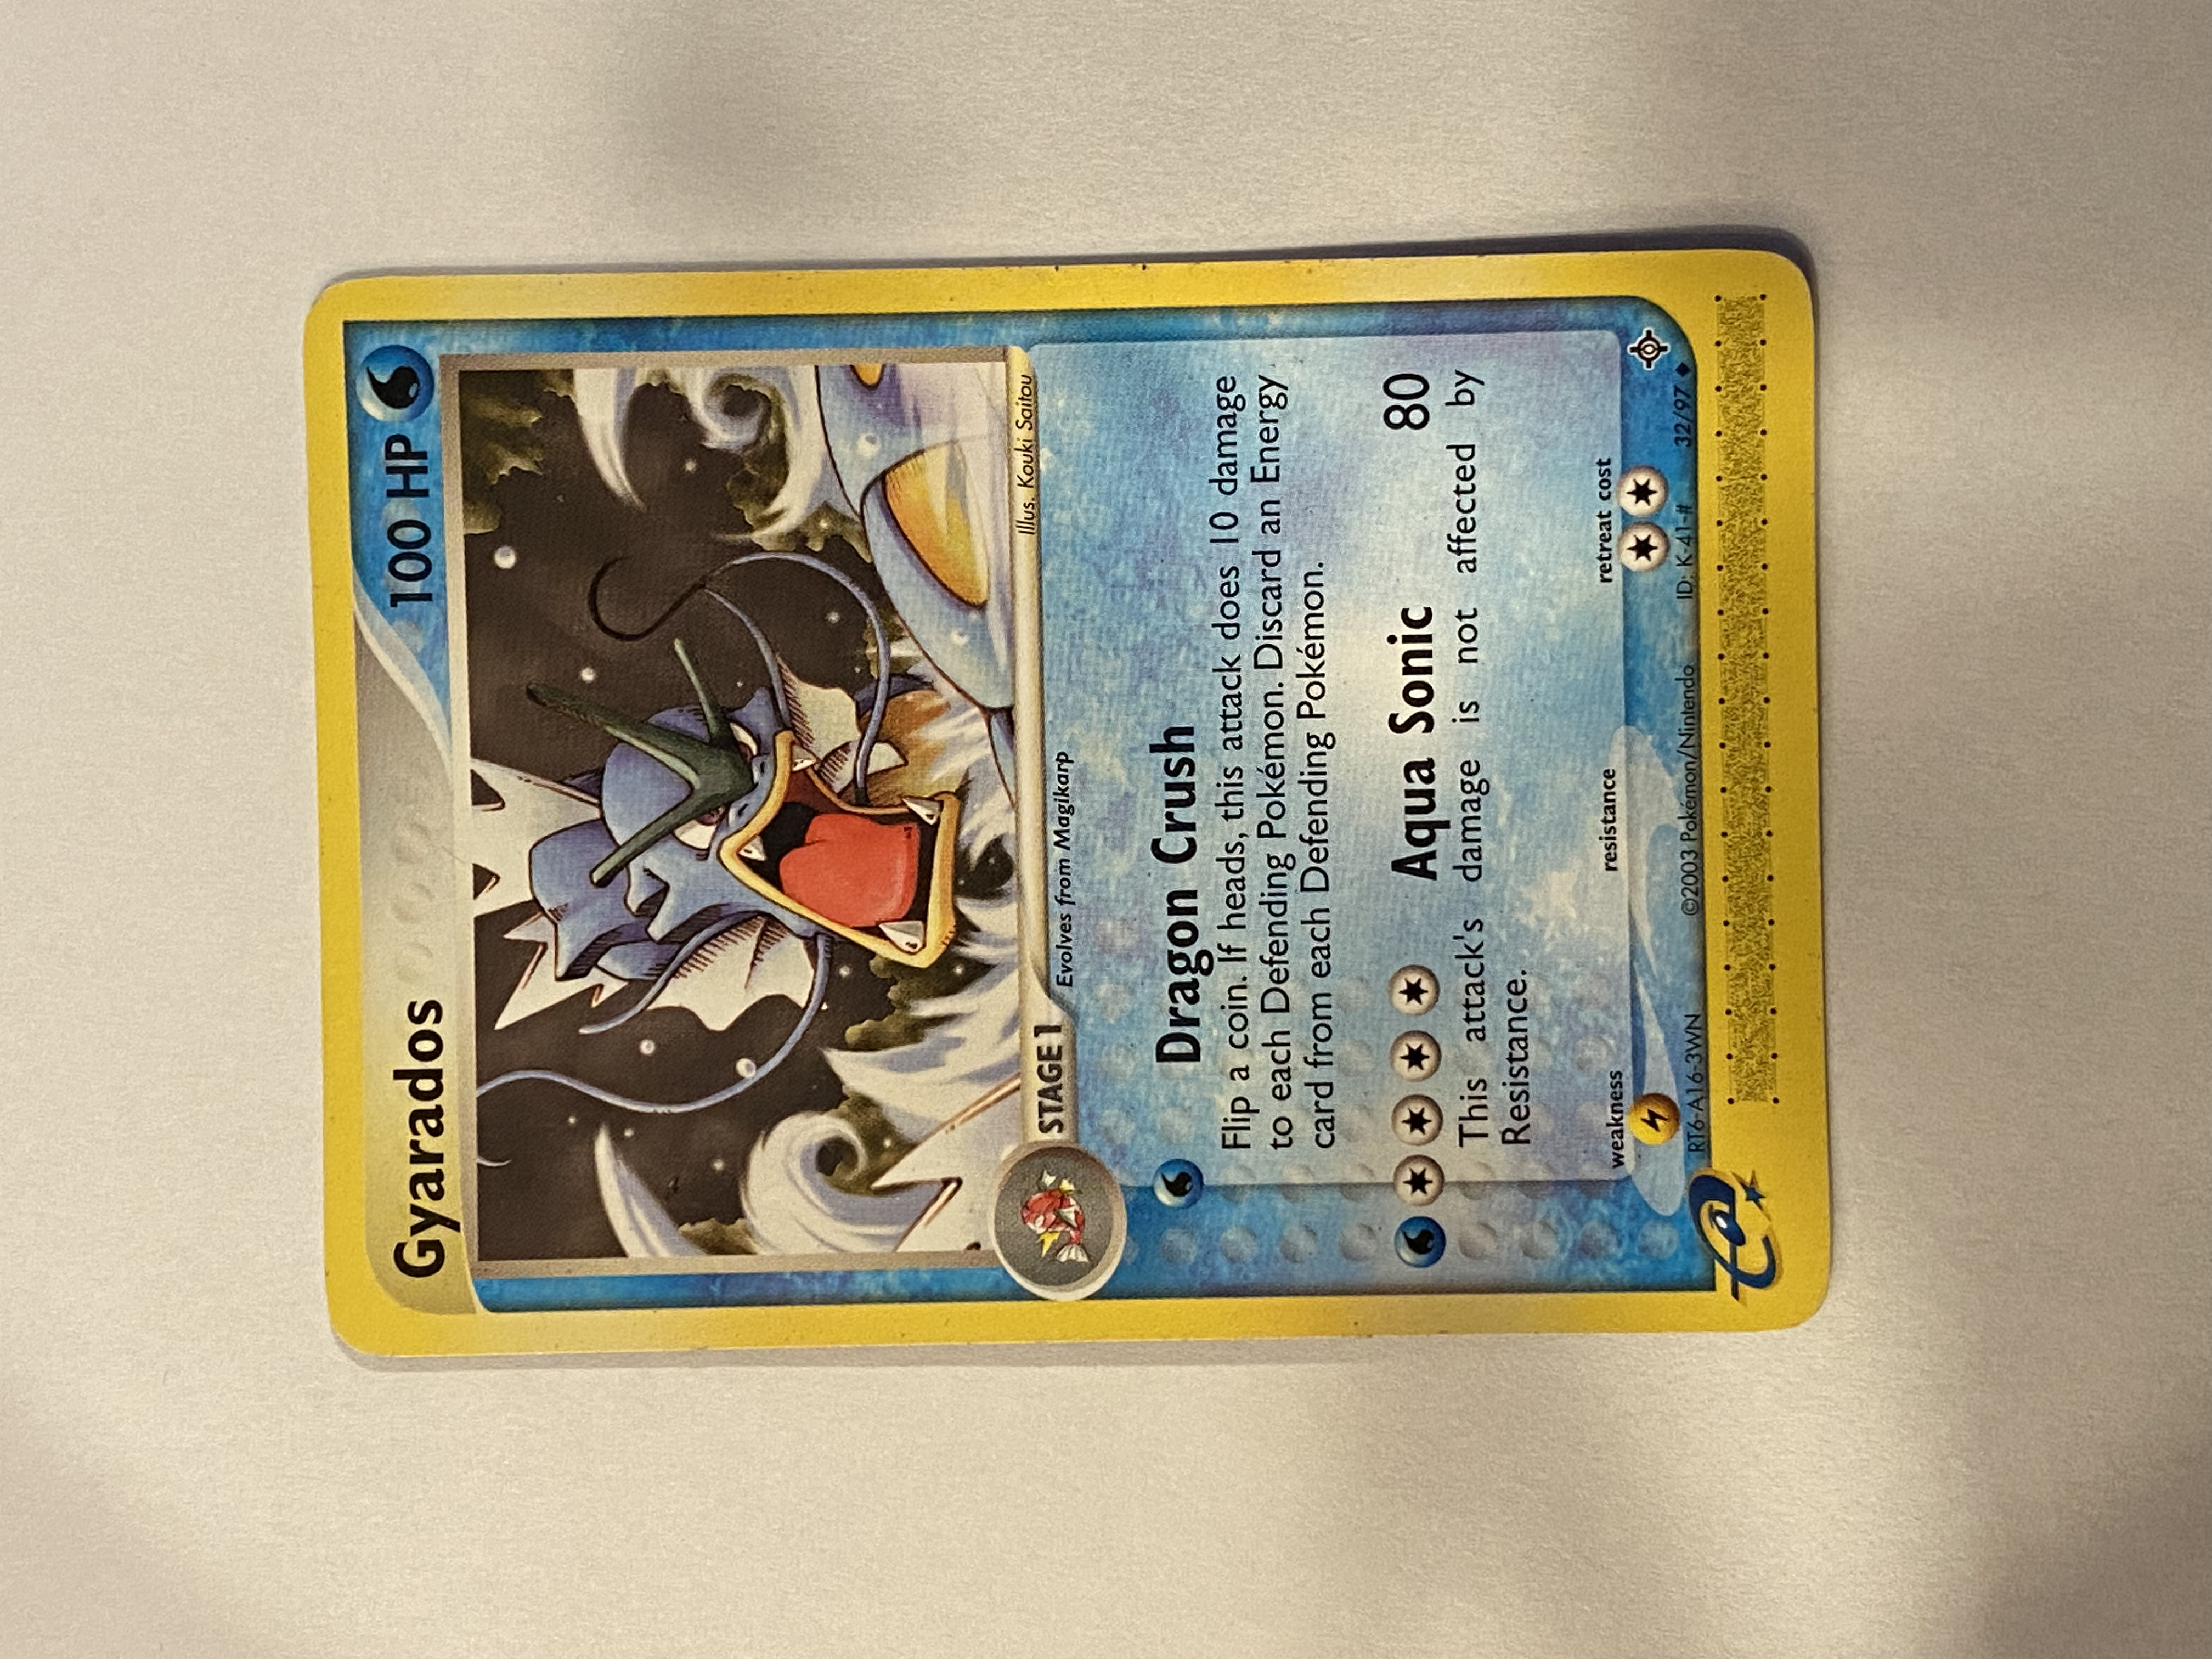 Gyarados
100 HP
Illus. Kouki Saitou
STAGE 1
Evolves from Magikarp
Dragon Crush
Flip a coin. If heads, this attack does 10 damage
to each Defending Pokémon. Discard an Energy
card from each Defending Pokémon.
Aqua Sonic 80
This attack's damage is not affected by
Resistance.
weakness resistance retreat cost
RT6-A16-3WN ©2003 Pokémon/Nintendo ID: K-41-# 32/97
e